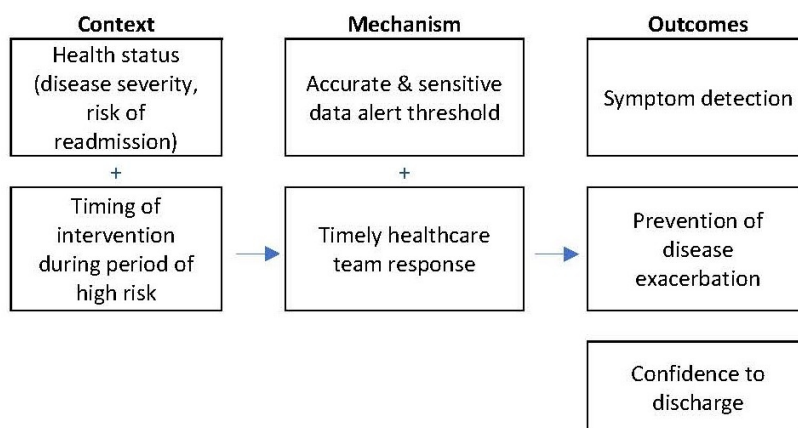 Context
Health status
(disease severity,
risk of
readmission)
+
Timing of
intervention
during period of
high risk
Mechanism
Accurate & sensitive
data alert threshold
+
Timely healthcare
team response
Outcomes
Symptom detection
Prevention of
disease
exacerbation
Confidence to
discharge